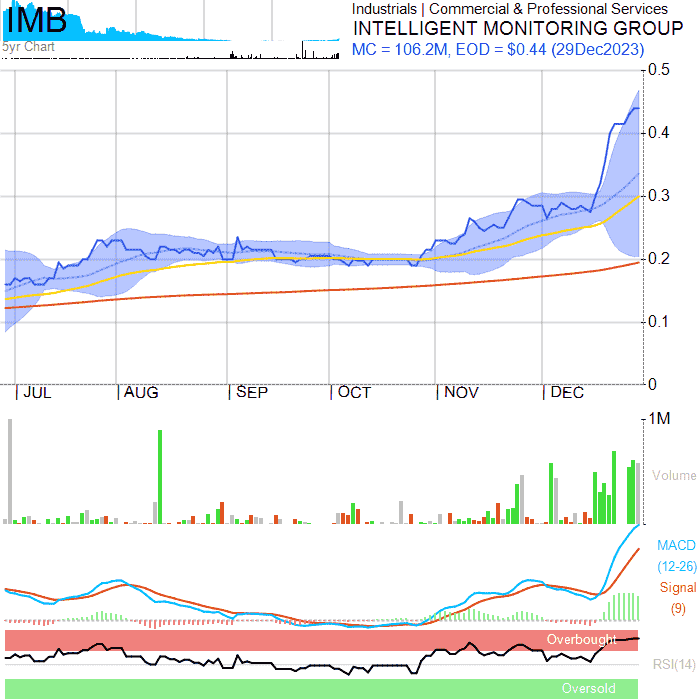 IMB
5yr Chart
Industrials | Commercial & Professional Services
INTELLIGENT MONITORING GROUP
MC = 106.2M, EOD = $0.44 (29Dec2023)
0.5
0.4
0.3
0.2
0.1
0
JUL AUG SEP OCT NOV DEC
1M
Volume
MACD
(12-26)
Signal
(9)
Overbought
RSI(14)
Oversold